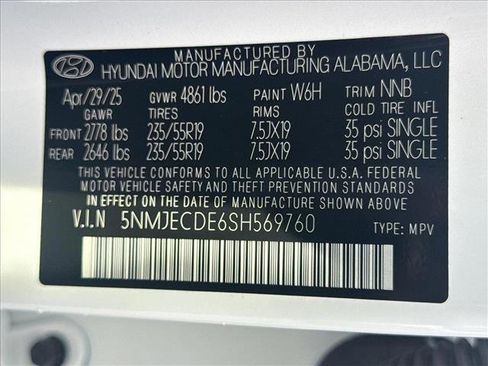 MANUFACTURED BY
HYUNDAI MOTOR MANUFACTURING ALABAMA, LLC
Apr/29/25 GVWR 4861 lbs PAINT W6H TRIM NNB
GAWR TIRES RIMS COLD TIRE INFL
FRONT 2778 lbs 235/55R19 7.5JX19 35 psi SINGLE
REAR 2646 lbs 235/55R19 7.5JX19 35 psi SINGLE
THIS VEHICLE CONFORMS TO ALL APPLICABLE U.S.A. FEDERAL
MOTOR VEHICLE SAFETY AND THEFT PREVENTION STANDARDS
IN EFFECT ON THE DATE OF MANUFACTURE SHOWN ABOVE
V.I.N 5NMJECDE6SH569760 TYPE: MPV